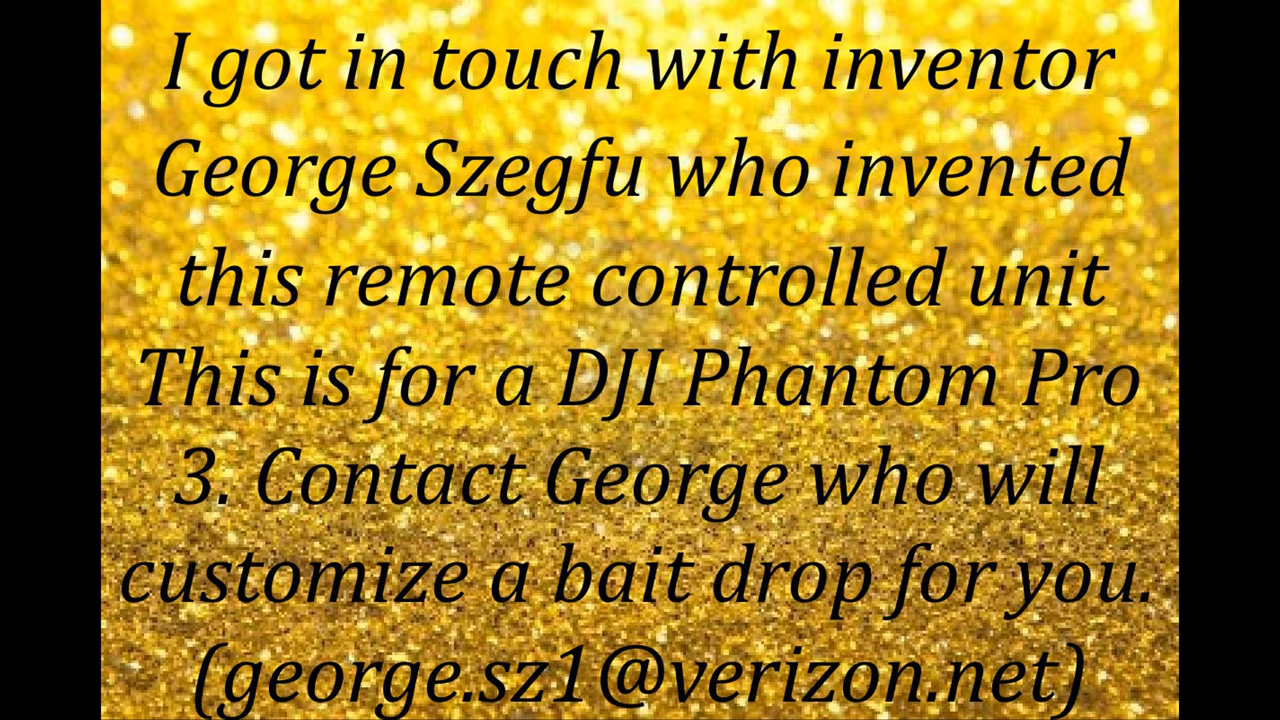 I got in touch with inventor
George Szegfu who invented
this remote controlled unit
This is for a DJI Phantom Pro
3. Contact George who will
customize a bait drop for you.
(george.sz1@verizon.net)